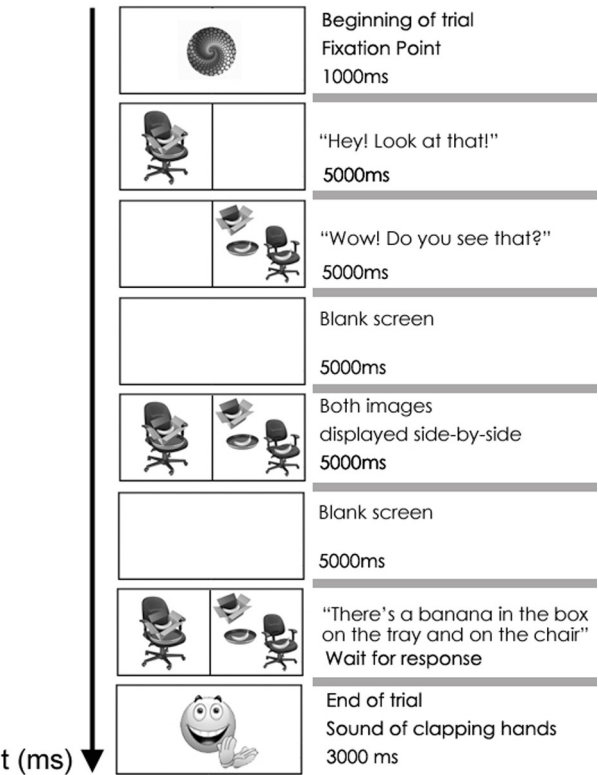 Beginning of trial
Fixation Point
1000ms
“Hey! Look at that!”
5000ms
“Wow! Do you see that?”
5000ms
Blank screen
5000ms
Both images
displayed side-by-side
5000ms
Blank screen
5000ms
“There’s a banana in the box
on the tray and on the chair”
Wait for response
End of trial
Sound of clapping hands
3000 ms
t (ms)